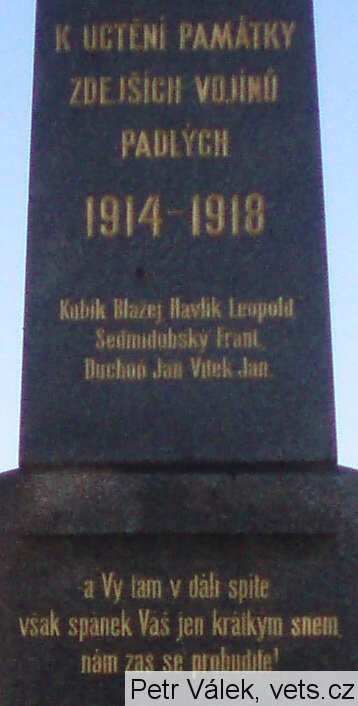 K UCTĚNÍ PAMÁTKY
ZDEJŠÍCH VOJÍNŮ
PADLÝCH
1914-1918
Kubík Blažej, Havlík Leopold,
Sedmidubský Frant.
Duchoň Jan Vítek Jan.
a Vy tam v dáli spíte
však spánek Váš jen krátkým snem,
nám zas se probudíte!
Petr Válek, vets.cz